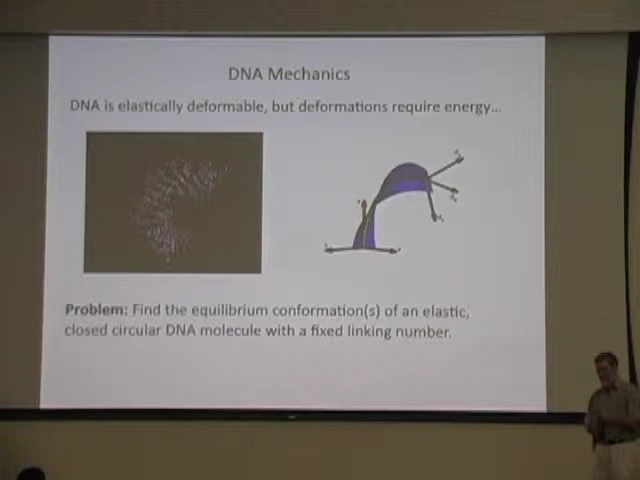 DNA Mechanics
DNA is elastically deformable, but deformations require energy...
Problem: Find the equilibrium conformation(s) of an elastic,
closed circular DNA molecule with a fixed linking number.